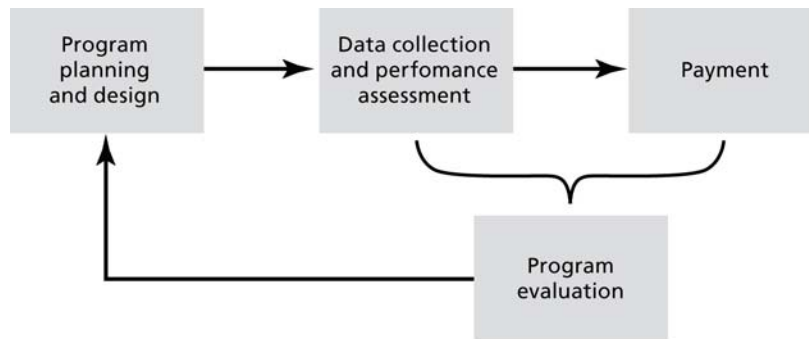 Program
planning
and design
Data collection
and perfomance
assessment
Payment
Program
evaluation